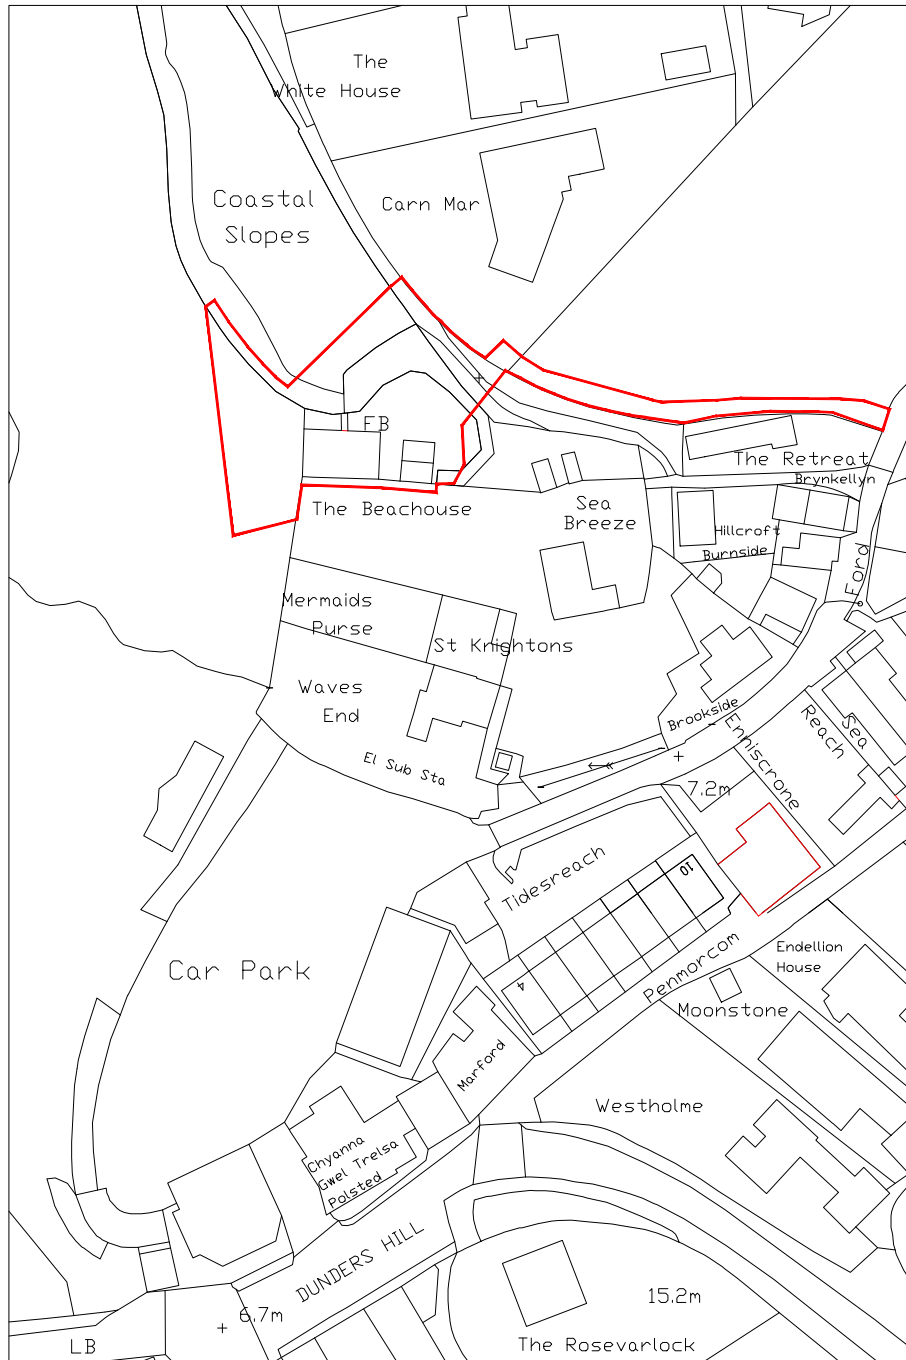 The
White House
Coastal
Slopes
Carn Mar
FB
The Retreat
Brynkellyn
The Beachouse
Sea
Breeze
Hillcroft
Burnside
Ford
Mermaids
Purse
St Knightons
Waves
End
El Sub Sta
Brookside
Enniscrone
Sea
Reach
7.2m
Tidesreach
10
4
Penmorcom
Endellion
House
Moonstone
Car Park
Marford
Westholme
Chyanna
Gwel Trelsa
Polsted
DUNDERS HILL
15.2m
6.7m
LB
The Rosevarlock